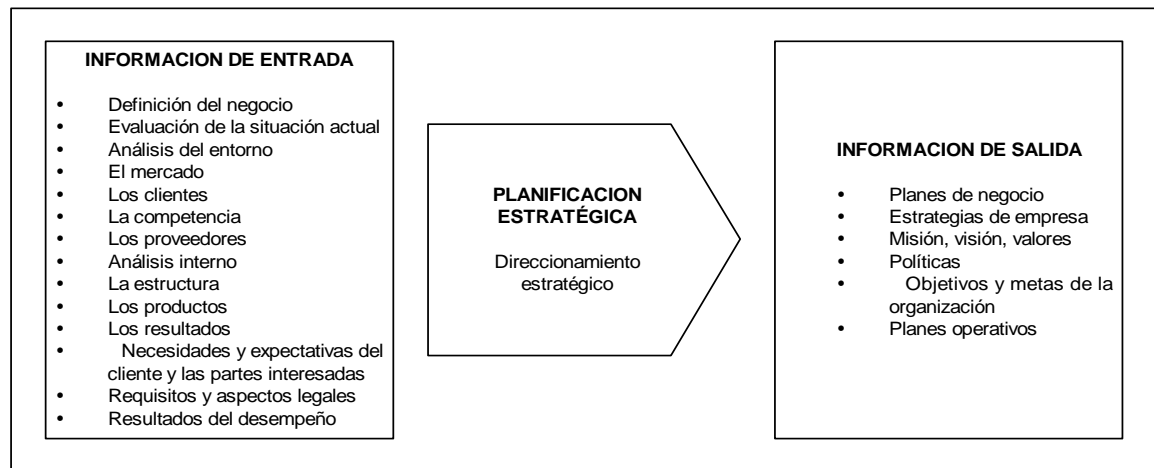 INFORMACION DE ENTRADA
• Definición del negocio
• Evaluación de la situación actual
• Análisis del entorno
• El mercado
• Los clientes
• La competencia
• Los proveedores
• Análisis interno
• La estructura
• Los productos
• Los resultados
• Necesidades y expectativas del
cliente y las partes interesadas
• Requisitos y aspectos legales
• Resultados del desempeño
PLANIFICACION
ESTRATÉGICA
Direccionamiento
estratégico
INFORMACION DE SALIDA
• Planes de negocio
• Estrategias de empresa
• Misión, visión, valores
• Políticas
• Objetivos y metas de la
organización
• Planes operativos